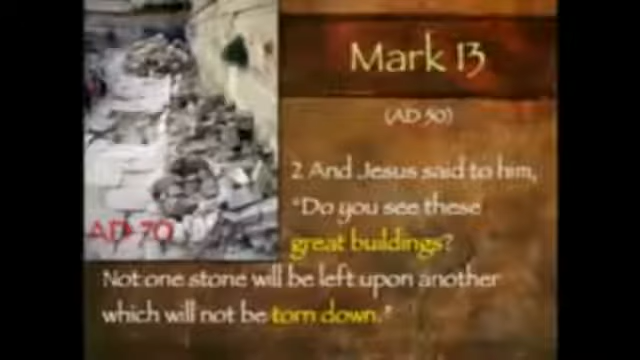 Mark 13
(AD 50)
2 And Jesus said to him,
"Do you see these
great buildings?
AD 70
Not one stone will be left upon another
which will not be torn down."